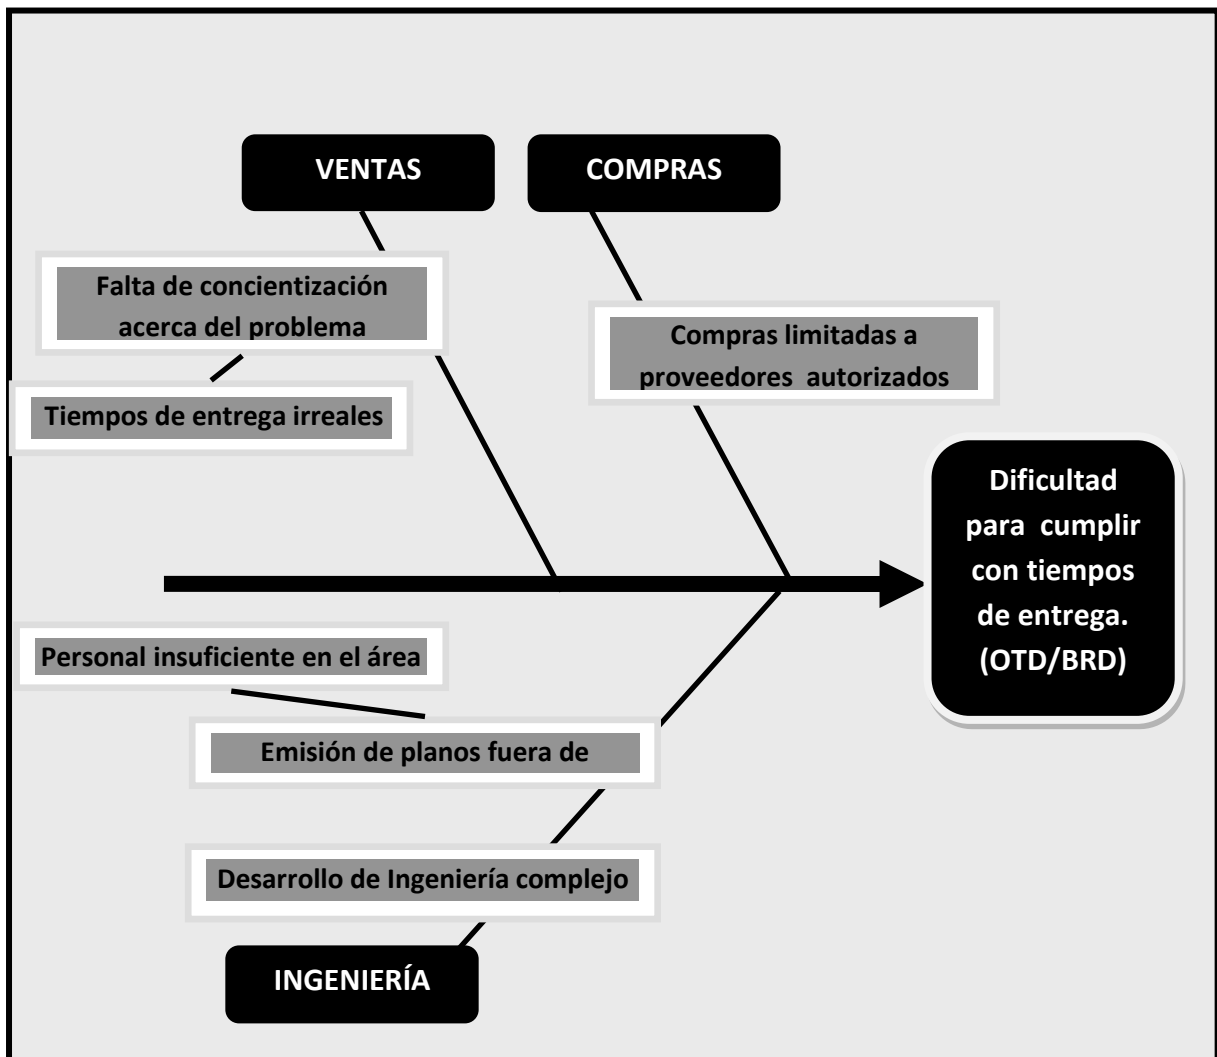 VENTAS
COMPRAS
Falta de concientización
acerca del problema
Tiempos de entrega irreales
Compras limitadas a
proveedores autorizados
Dificultad
para cumplir
con tiempos
de entrega.
(OTD/BRD)
Personal insuficiente en el área
Emisión de planos fuera de
Desarrollo de Ingeniería complejo
INGENIERÍA